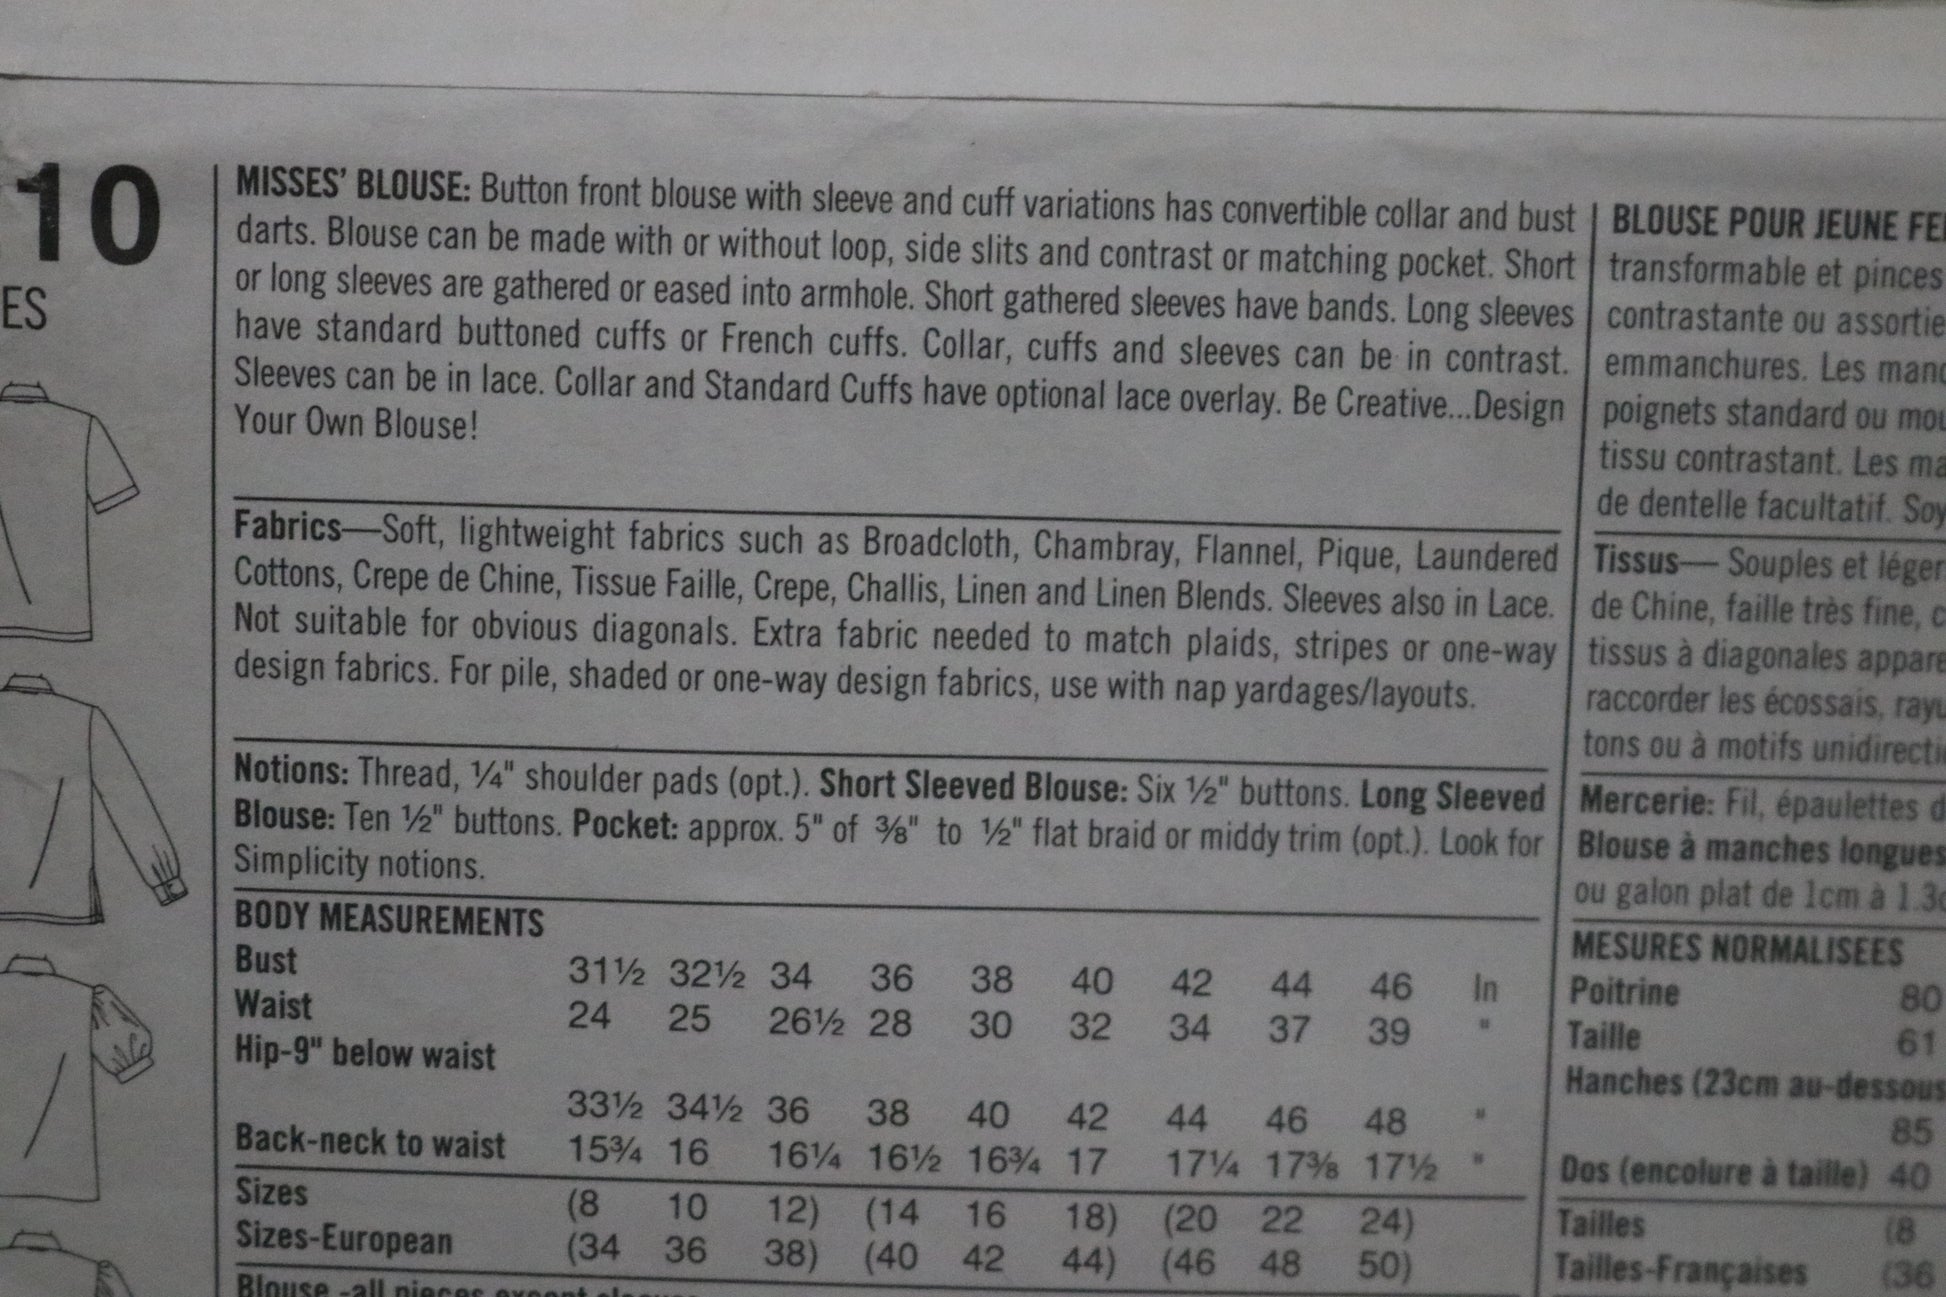 10
ES
MISSES' BLOUSE: Button front blouse with sleeve and cuff variations has convertible collar and bust
darts. Blouse can be made with or without loop, side slits and contrast or matching pocket. Short
or long sleeves are gathered or eased into armhole. Short gathered sleeves have bands. Long sleeves
have standard buttoned cuffs or French cuffs. Collar, cuffs and sleeves can be in contrast.
Sleeves can be in lace. Collar and Standard Cuffs have optional lace overlay. Be Creative...Design
Your Own Blouse!
Fabrics—Soft, lightweight fabrics such as Broadcloth, Chambray, Flannel, Pique, Laundered
Cottons, Crepe de Chine, Tissue Faille, Crepe, Challis, Linen and Linen Blends. Sleeves also in Lace.
Not suitable for obvious diagonals. Extra fabric needed to match plaids, stripes or one-way
design fabrics. For pile, shaded or one-way design fabrics, use with nap yardages/layouts.
Notions: Thread, ¼" shoulder pads (opt.). Short Sleeved Blouse: Six ½" buttons. Long Sleeved
Blouse: Ten ½" buttons. Pocket: approx. 5" of ⅜" to ½" flat braid or middy trim (opt.). Look for
Simplicity notions.
BODY MEASUREMENTS
Bust 31½ 32½ 34 36 38 40 42 44 46 In
Waist 24 25 26½ 28 30 32 34 37 39 "
Hip-9" below waist
33½ 34½ 36 38 40 42 44 46 48 "
Back-neck to waist 15¾ 16 16¼ 16½ 16¾ 17 17¼ 17⅜ 17½ "
Sizes (8 10 12) (14 16 18) (20 22 24)
Sizes-European (34 36 38) (40 42 44) (46 48 50)
Blouse -all pieces except sleeves
BLOUSE POUR JEUNE FE
transformable et pinces
contrastante ou assortie
emmanchures. Les man
poignets standard ou mou
tissu contrastant. Les ma
de dentelle facultatif. Soy
Tissus— Souples et léger
de Chine, faille très fine, c
tissus à diagonales appare
raccorder les écossais, rayu
tons ou à motifs unidirecti
Mercerie: Fil, épaulettes d
Blouse à manches longues
ou galon plat de 1cm à 1.3c
MESURES NORMALISEES
Poitrine 80
Taille 61
Hanches (23cm au-dessous
85
Dos (encolure à taille) 40
Tailles (8
Tailles-Françaises (36